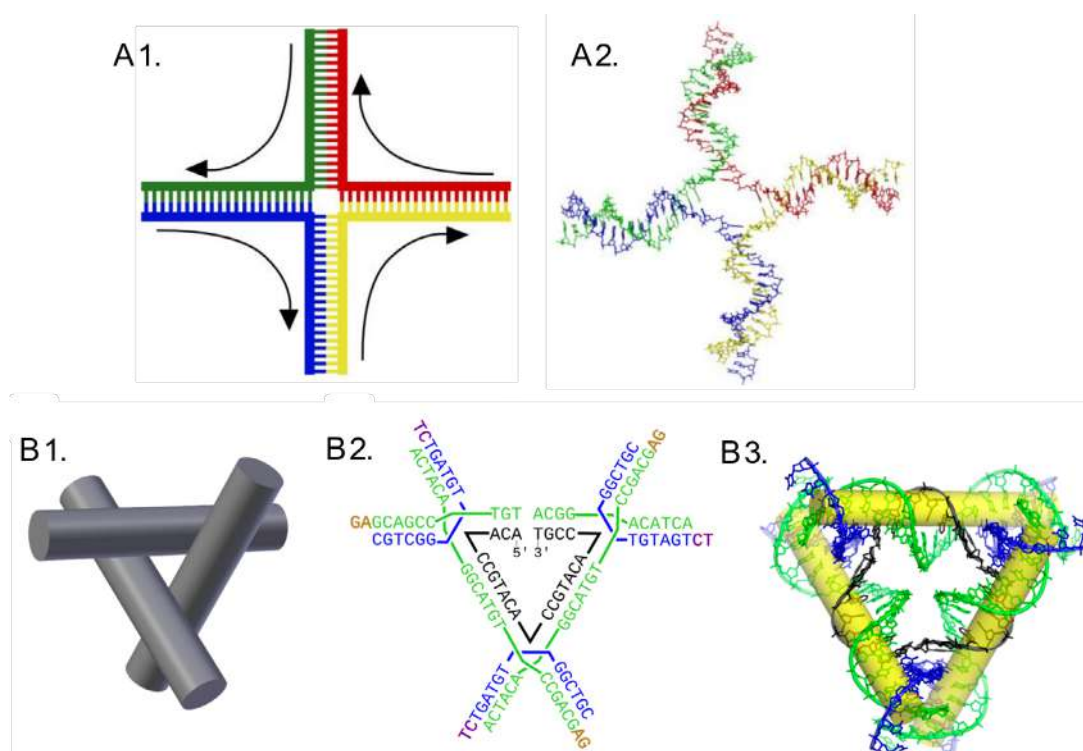 A1.
A2.
B1.
B2.
TCTGATGT
ACTACA
GGCTGC
CCGACGAG
GAGCAGCC TGT ACGG ACATCA
CGTCGG ACA TGCC TGTAGTCT
5' 3'
CCGTACA
GGCATGT
CCGTACA
GGCATGT
TCTGATGT
ACTACA
GGCTGC
CCGACGAG
B3.